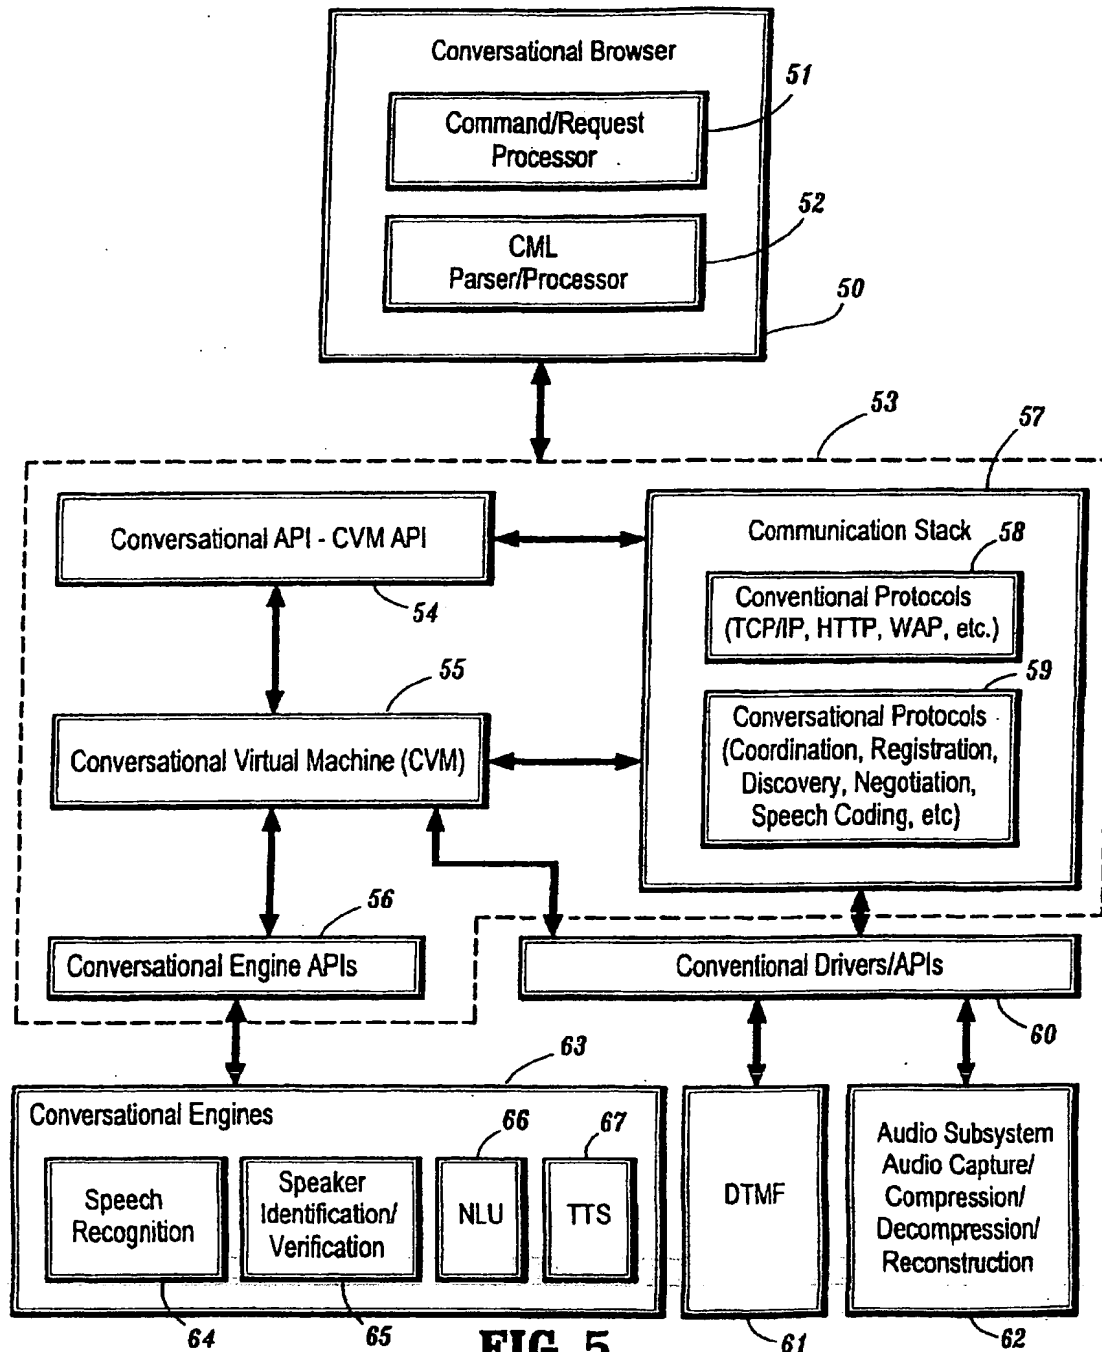 Conversational Browser
51
Command/Request
Processor
52
CML
Parser/Processor
50
53
57
Conversational API - CVM API
54
Communication Stack
58
Conventional Protocols
(TCP/IP, HTTP, WAP, etc.)
59
Conversational Protocols
(Coordination, Registration,
Discovery, Negotiation,
Speech Coding, etc)
55
Conversational Virtual Machine (CVM)
56
Conversational Engine APIs
Conventional Drivers/APIs
60
63
Conversational Engines
66
67
Speech
Recognition
Speaker
Identification/
Verification
NLU
TTS
DTMF
Audio Subsystem
Audio Capture/
Compression/
Decompression/
Reconstruction
64
65
61
62
FIG 5